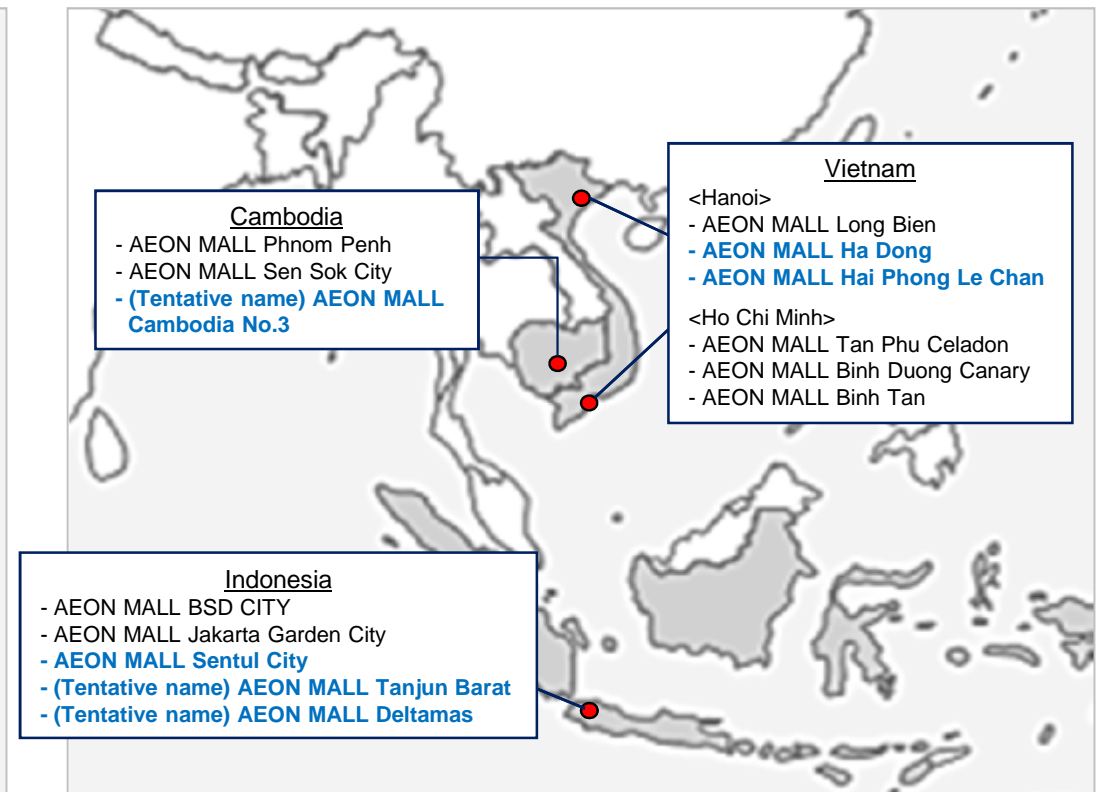 Cambodia
- AEON MALL Phnom Penh
- AEON MALL Sen Sok City
- (Tentative name) AEON MALL
Cambodia No.3
Vietnam
<Hanoi>
- AEON MALL Long Bien
- AEON MALL Ha Dong
- AEON MALL Hai Phong Le Chan
<Ho Chi Minh>
- AEON MALL Tan Phu Celadon
- AEON MALL Binh Duong Canary
- AEON MALL Binh Tan
Indonesia
- AEON MALL BSD CITY
- AEON MALL Jakarta Garden City
- AEON MALL Sentul City
- (Tentative name) AEON MALL Tanjun Barat
- (Tentative name) AEON MALL Deltamas